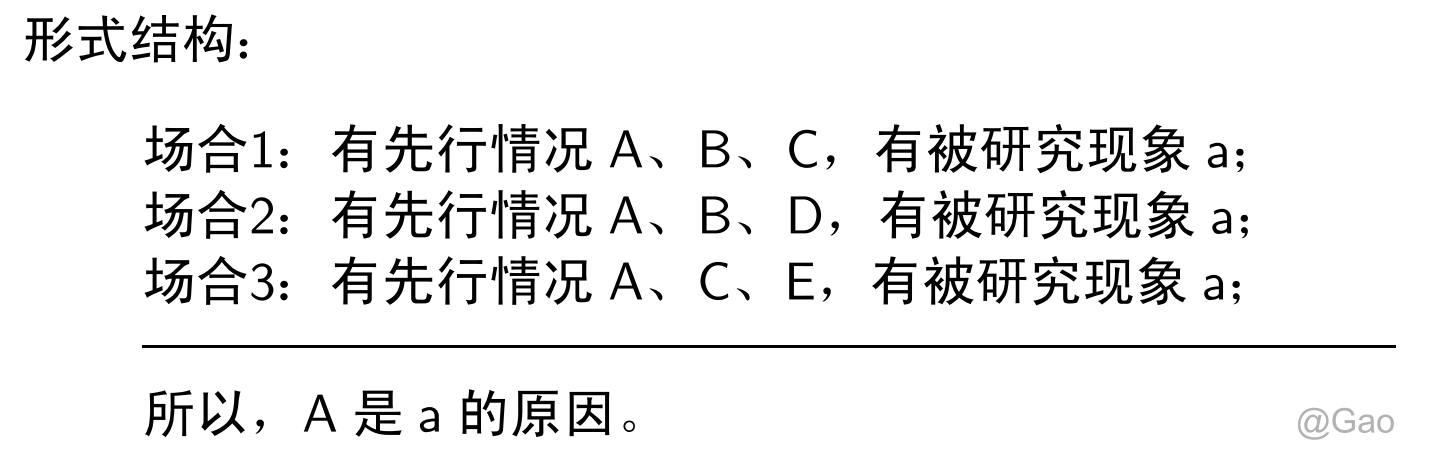 形式结构：
场合1：有先行情况 A、B、C，有被研究现象 a；
场合2：有先行情况 A、B、D，有被研究现象 a；
场合3：有先行情况 A、C、E，有被研究现象 a；
所以，A 是 a 的原因。
@Gao